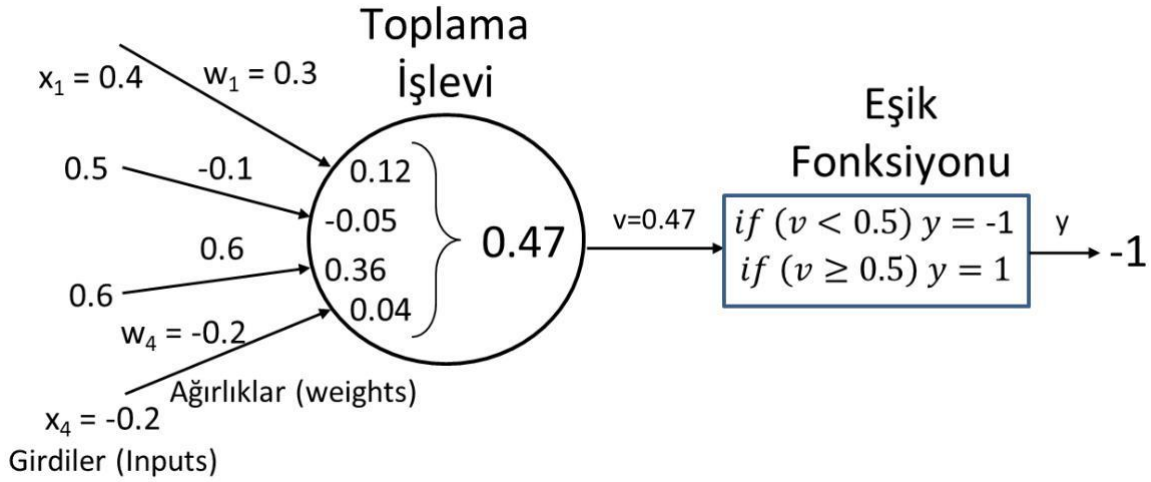 Toplama
İşlevi
x₁ = 0.4
w₁ = 0.3
0.5
-0.1
0.6
0.6
w₄ = -0.2
x₄ = -0.2
Ağırlıklar (weights)
Girdiler (Inputs)
0.12
-0.05
0.36
0.04
0.47
v=0.47
Eşik
Fonksiyonu
if (v < 0.5) y = -1
if (v ≥ 0.5) y = 1
y
-1